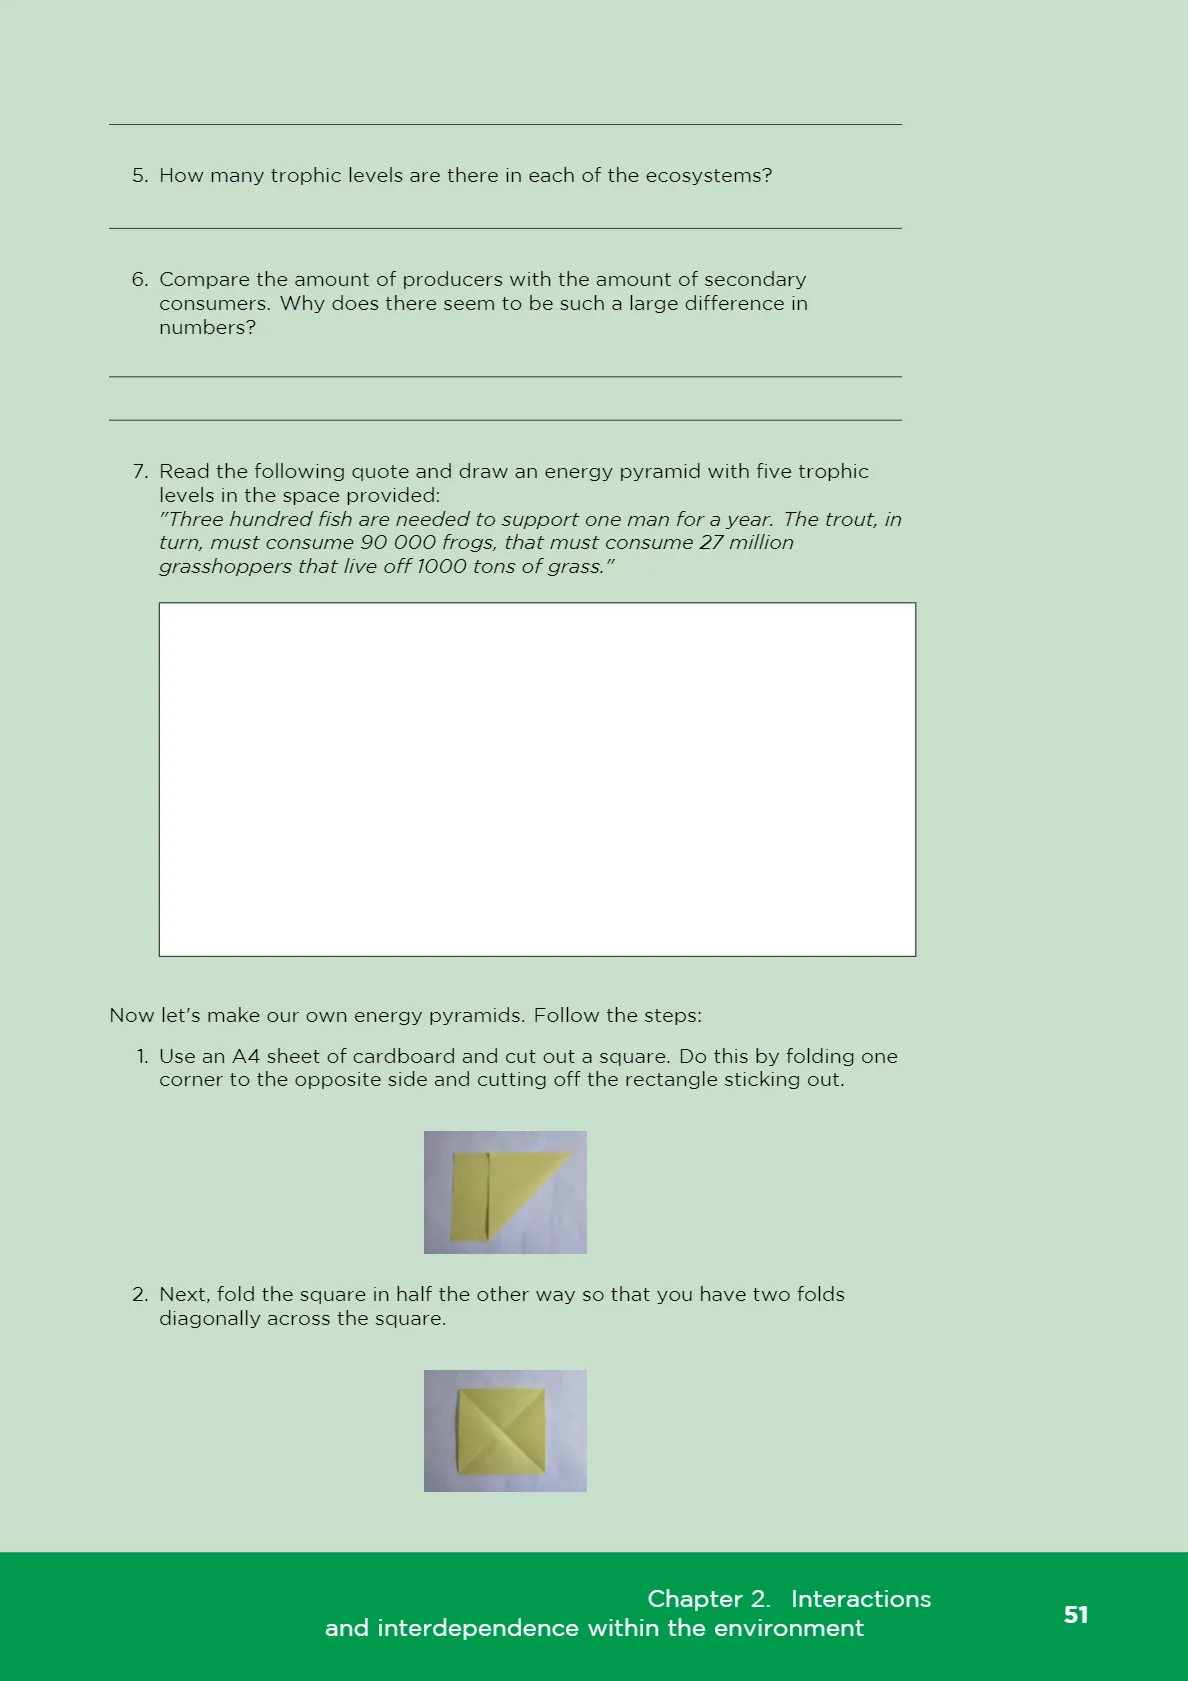 5. How many trophic levels are there in each of the ecosystems?
6. Compare the amount of producers with the amount of secondary
consumers. Why does there seem to be such a large difference in
numbers?
7. Read the following quote and draw an energy pyramid with five trophic
levels in the space provided:
"Three hundred fish are needed to support one man for a year. The trout, in
turn, must consume 90 000 frogs, that must consume 27 million
grasshoppers that live off 1000 tons of grass."
Now let's make our own energy pyramids. Follow the steps:
1. Use an A4 sheet of cardboard and cut out a square. Do this by folding one
corner to the opposite side and cutting off the rectangle sticking out.
2. Next, fold the square in half the other way so that you have two folds
diagonally across the square.
Chapter 2. Interactions
and interdependence within the environment
51